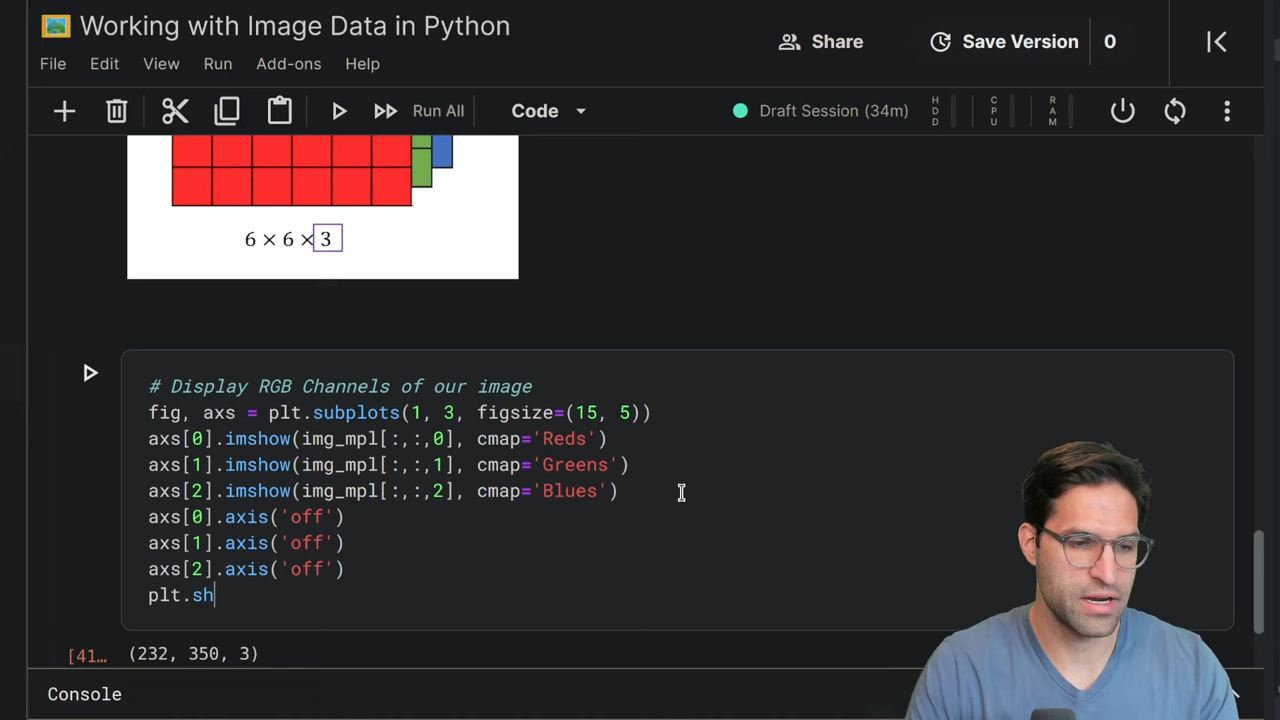 Working with Image Data in Python
Share
Save Version
0
File Edit View Run Add-ons Help
Run All
Code
Draft Session (34m)
HDD
CPU
RAM
6 × 6 × 3
# Display RGB Channels of our image
fig, axs = plt.subplots(1, 3, figsize=(15, 5))
axs[0].imshow(img_mpl[:,:,0], cmap='Reds')
axs[1].imshow(img_mpl[:,:,1], cmap='Greens')
axs[2].imshow(img_mpl[:,:,2], cmap='Blues')
axs[0].axis('off')
axs[1].axis('off')
axs[2].axis('off')
plt.sh
[41… (232, 350, 3)
Console